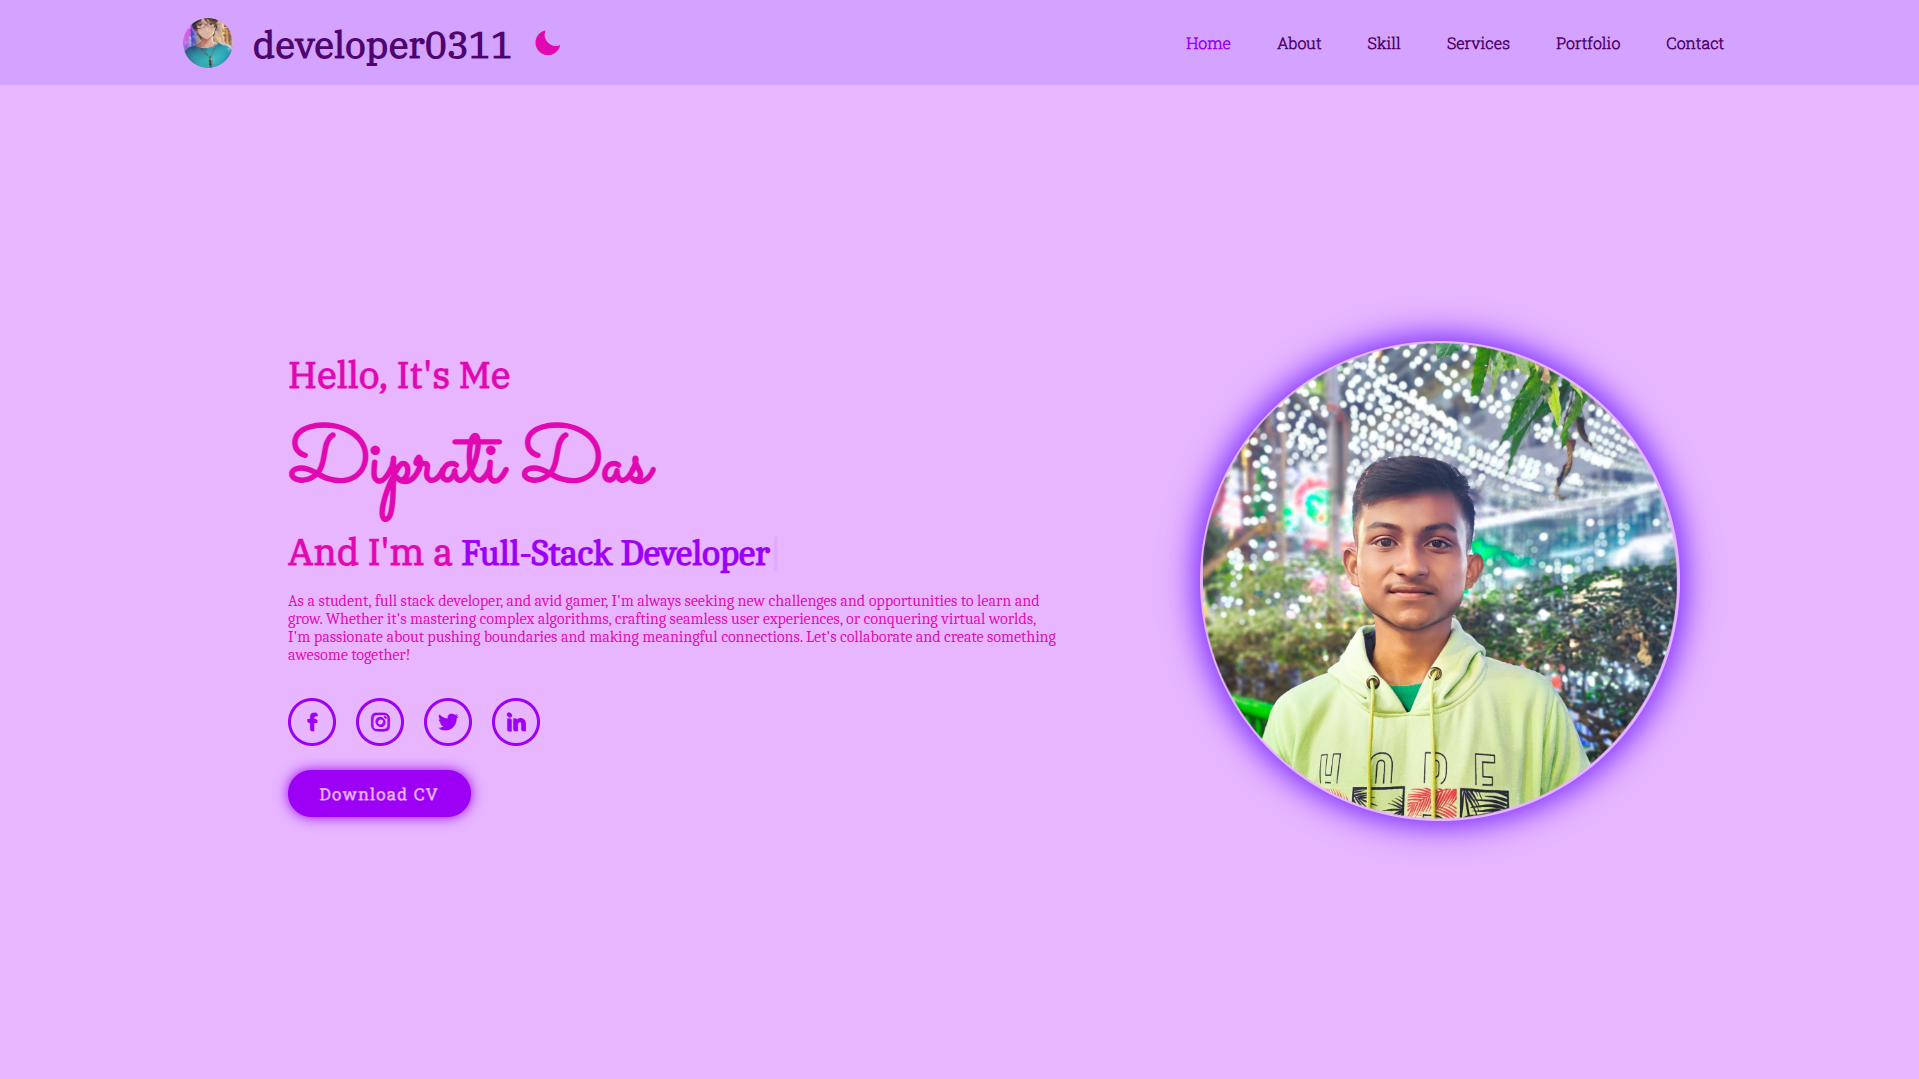 developer0311
Home About Skill Services Portfolio Contact
Hello, It's Me
Diprati Das
And I'm a Full-Stack Developer
As a student, full stack developer, and avid gamer, I'm always seeking new challenges and opportunities to learn and
grow. Whether it's mastering complex algorithms, crafting seamless user experiences, or conquering virtual worlds,
I'm passionate about pushing boundaries and making meaningful connections. Let's collaborate and create something
awesome together!
Download CV
HOPE